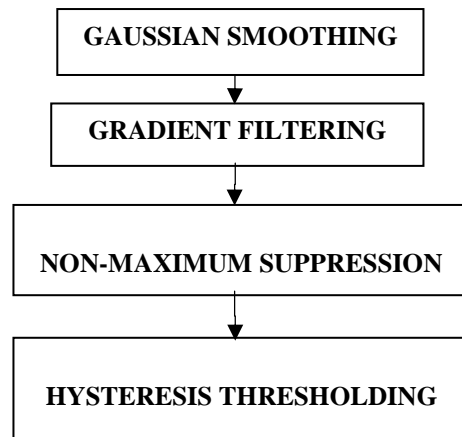 GAUSSIAN SMOOTHING
GRADIENT FILTERING
NON-MAXIMUM SUPPRESSION
HYSTERESIS THRESHOLDING